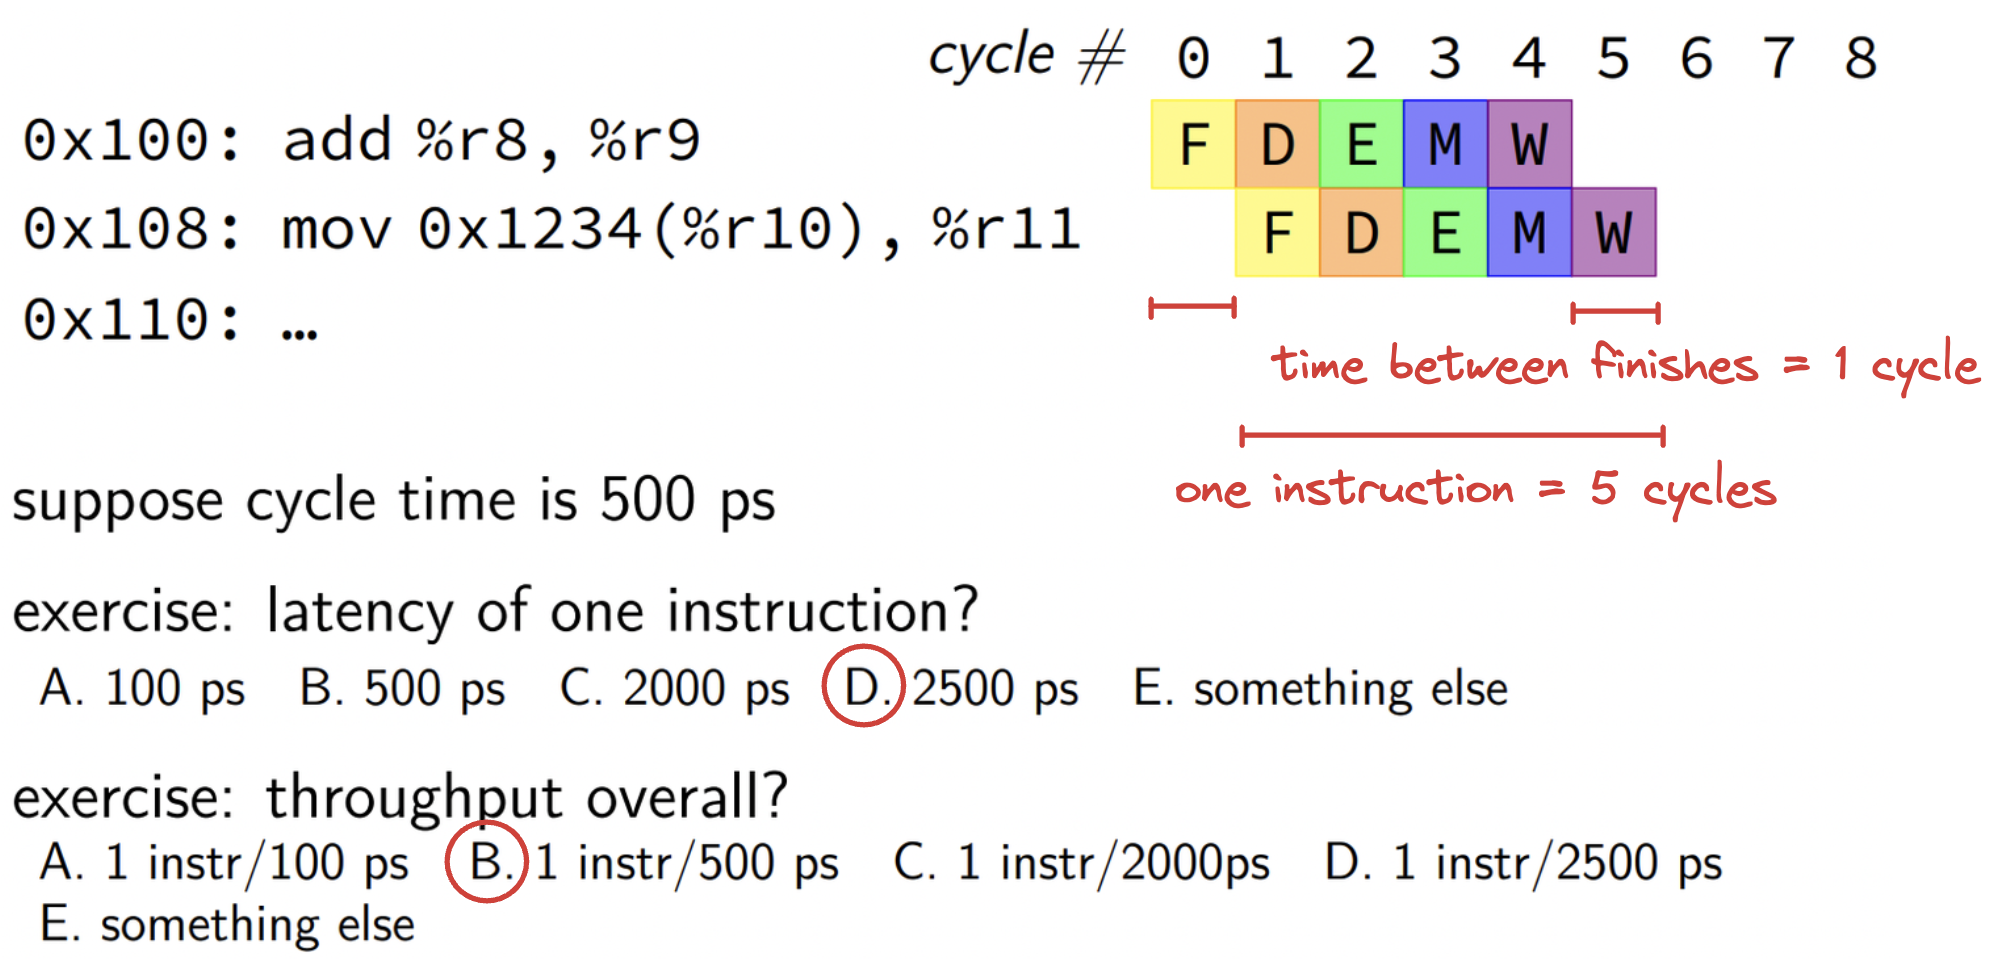 cycle # 0 1 2 3 4 5 6 7 8
0x100: add %r8, %r9 F D E M W
0x108: mov 0x1234(%r10), %r11 F D E M W
0x110: …
time between finishes = 1 cycle
one instruction = 5 cycles
suppose cycle time is 500 ps
exercise: latency of one instruction?
A. 100 ps B. 500 ps C. 2000 ps D. 2500 ps E. something else
exercise: throughput overall?
A. 1 instr/100 ps B. 1 instr/500 ps C. 1 instr/2000ps D. 1 instr/2500 ps
E. something else